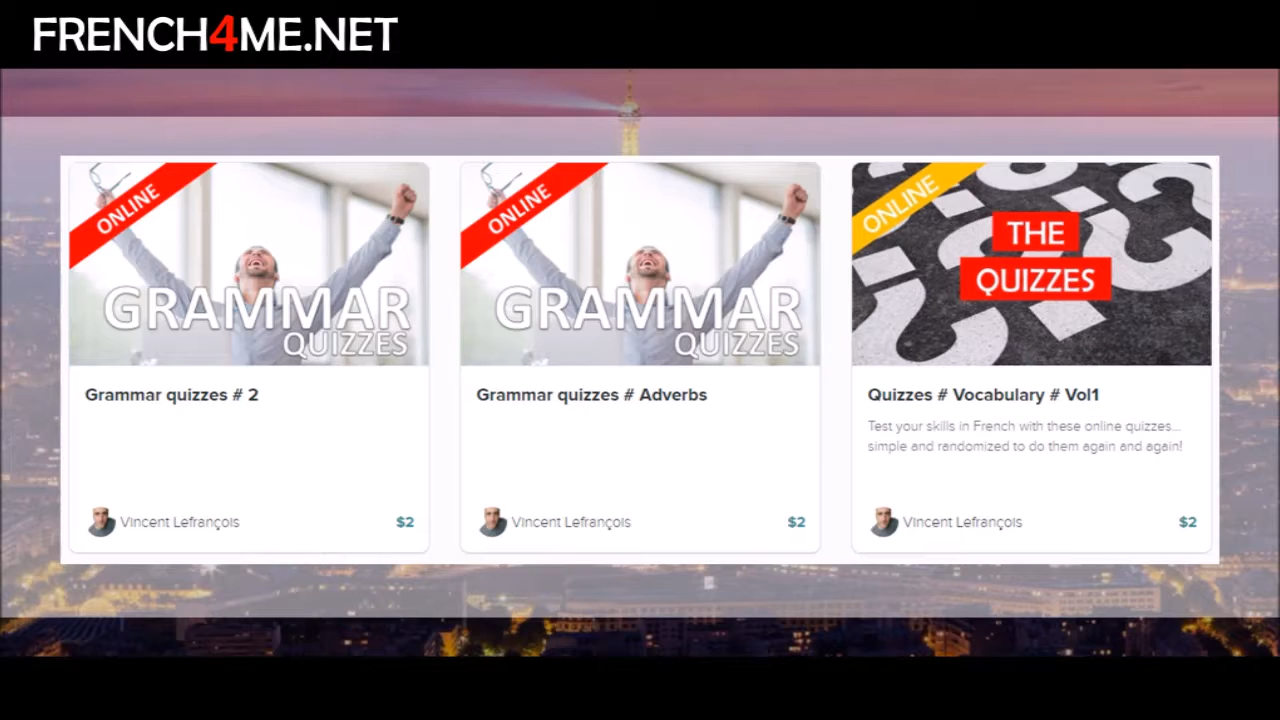 FRENCH4ME.NET
ONLINE
GRAMMAR
QUIZZES
Grammar quizzes # 2
Vincent Lefrançois
$2
ONLINE
GRAMMAR
QUIZZES
Grammar quizzes # Adverbs
Vincent Lefrançois
$2
ONLINE
THE
QUIZZES
Quizzes # Vocabulary # Vol1
Test your skills in French with these online quizzes...
simple and randomized to do them again and again!
Vincent Lefrançois
$2